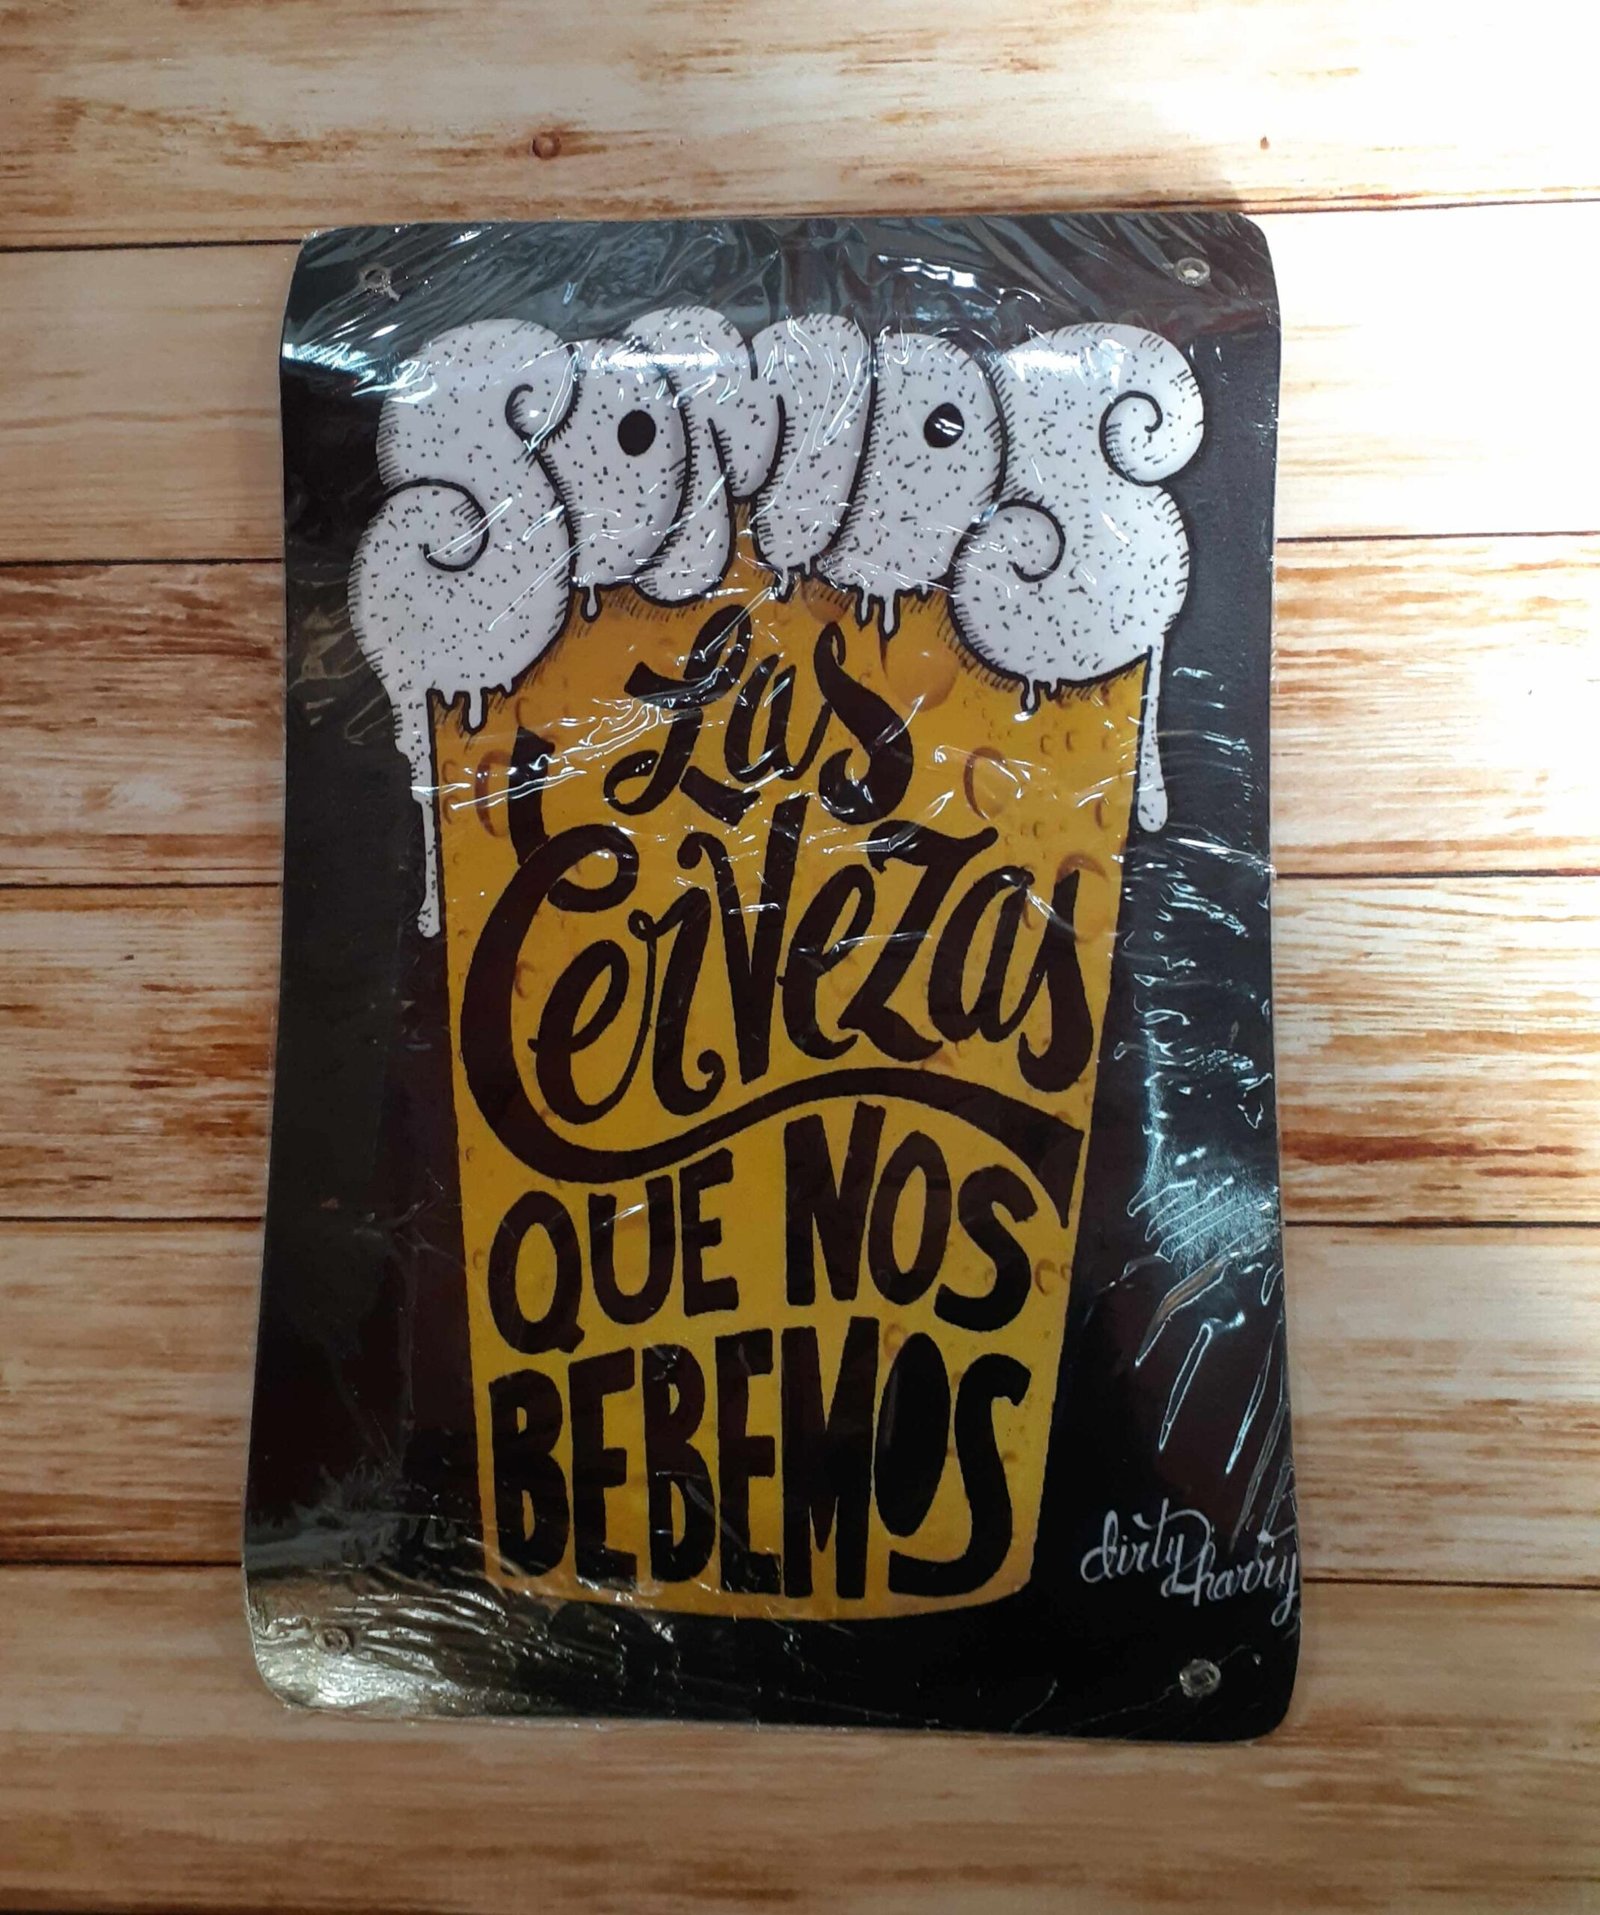 SOMOS
Las
Cervezas
QUE NOS
BEBEMOS
dirty
harry